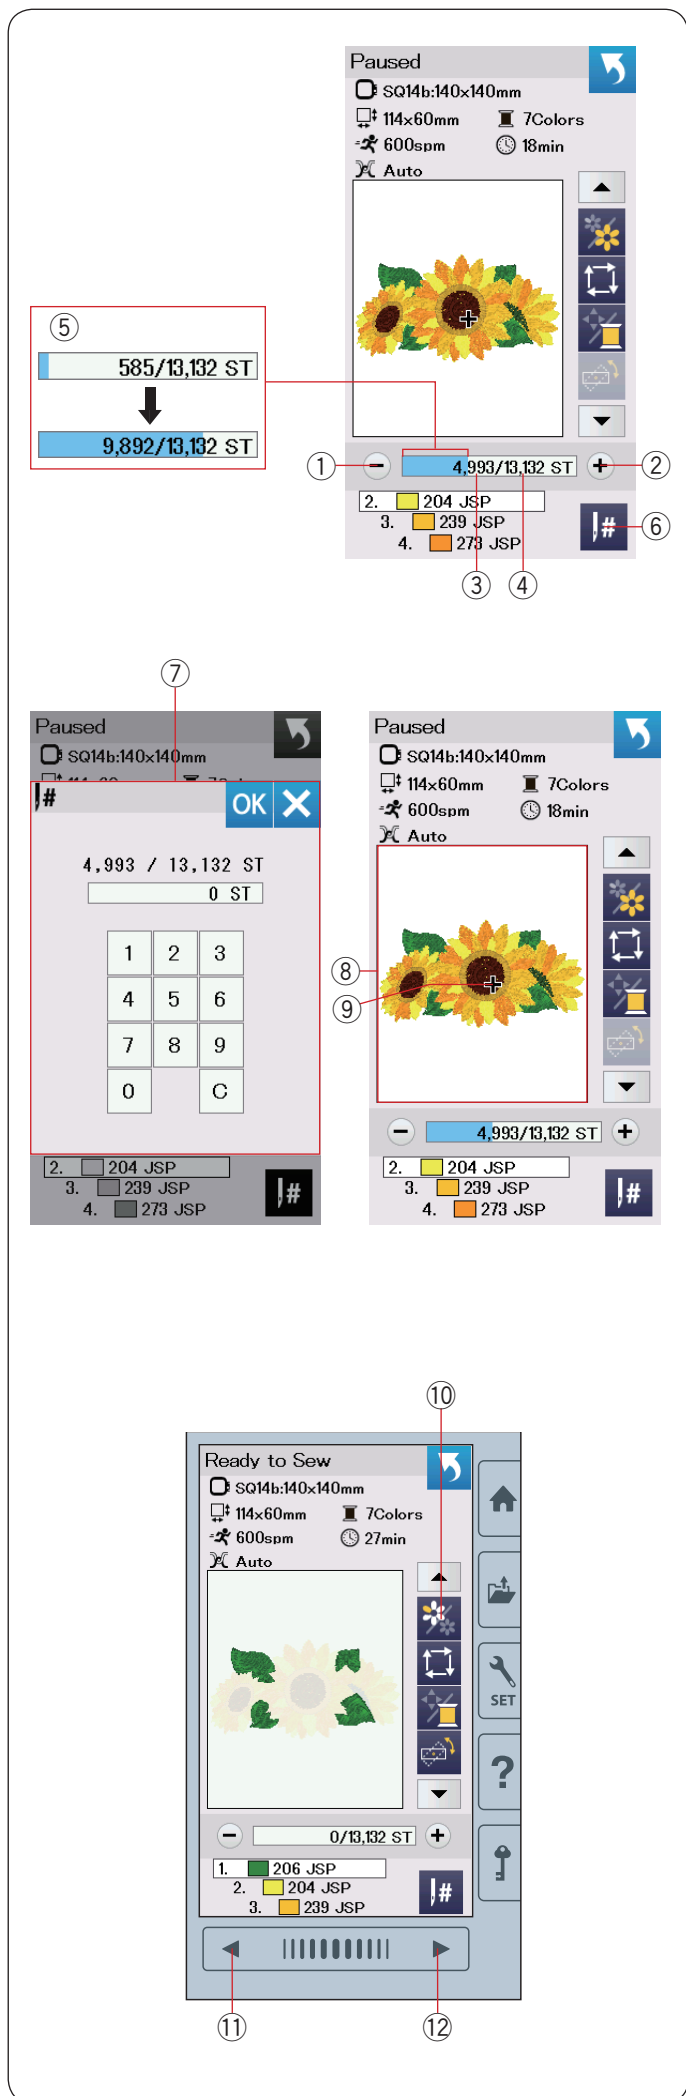 Paused
SQ14b:140x140mm
114x60mm 7Colors
600spm 18min
Auto
⑤
585/13,132 ST
9,892/13,132 ST
① − 4,993/13,132 ST + ②
2. 204 JSP
3. 239 JSP
4. 273 JSP
# ⑥
③ ④
⑦
Paused
SQ14b:140x140mm
#
OK
4,993 / 13,132 ST
0 ST
1 2 3
4 5 6
7 8 9
0 C
2. 204 JSP
3. 239 JSP
4. 273 JSP
#
Paused
SQ14b:140x140mm
114x60mm 7Colors
600spm 18min
Auto
⑧
⑨
− 4,993/13,132 ST +
2. 204 JSP
3. 239 JSP
4. 273 JSP
#
⑩
Ready to Sew
SQ14b:140x140mm
114x60mm 7Colors
600spm 27min
Auto
SET
?
− 0/13,132 ST +
1. 206 JSP
2. 204 JSP
3. 239 JSP
#
⑪ ⑫